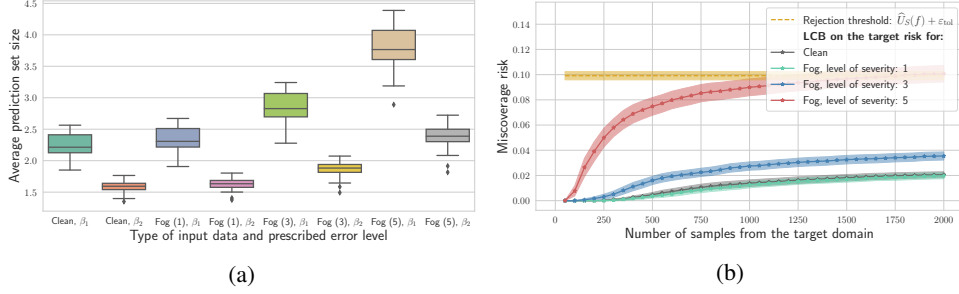 4.5
4.0
3.5
3.0
2.5
2.0
1.5
Average prediction set size
Clean, β₁ Clean, β₂ Fog (1), β₁ Fog (1), β₂ Fog (3), β₁ Fog (3), β₂ Fog (5), β₁ Fog (5), β₂
Type of input data and prescribed error level
(a)
0.14
0.12
0.10
0.08
0.06
0.04
0.02
0.00
Miscoverage risk
Rejection threshold: Û_S(f) + ε_tol
LCB on the target risk for:
Clean
Fog, level of severity: 1
Fog, level of severity: 3
Fog, level of severity: 5
0 250 500 750 1000 1250 1500 1750 2000
Number of samples from the target domain
(b)